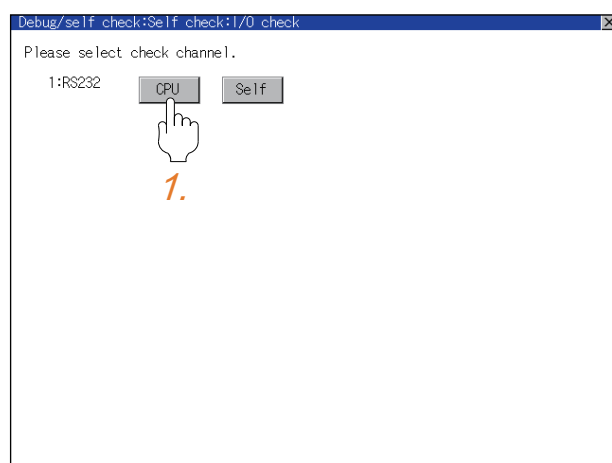 Debug/self check:Self check:I/O check
Please select check channel.
1:RS232 CPU Self
1.